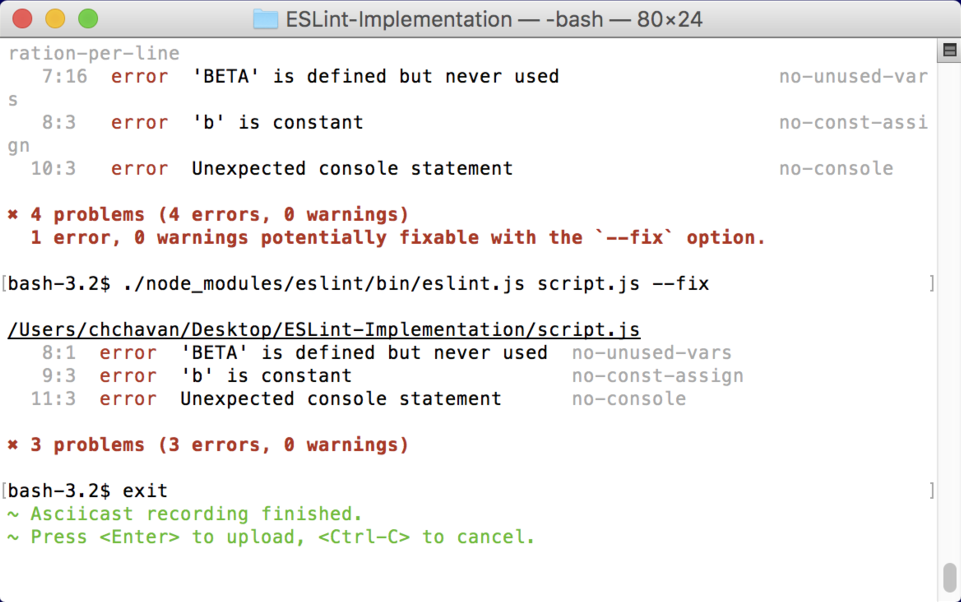 ESLint-Implementation — -bash — 80×24
ration-per-line
7:16 error 'BETA' is defined but never used no-unused-var
s
8:3 error 'b' is constant no-const-assi
gn
10:3 error Unexpected console statement no-console
✖ 4 problems (4 errors, 0 warnings)
1 error, 0 warnings potentially fixable with the `--fix` option.
[bash-3.2$ ./node_modules/eslint/bin/eslint.js script.js --fix ]
/Users/chchavan/Desktop/ESLint-Implementation/script.js
8:1 error 'BETA' is defined but never used no-unused-vars
9:3 error 'b' is constant no-const-assign
11:3 error Unexpected console statement no-console
✖ 3 problems (3 errors, 0 warnings)
[bash-3.2$ exit ]
~ Asciicast recording finished.
~ Press <Enter> to upload, <Ctrl-C> to cancel.